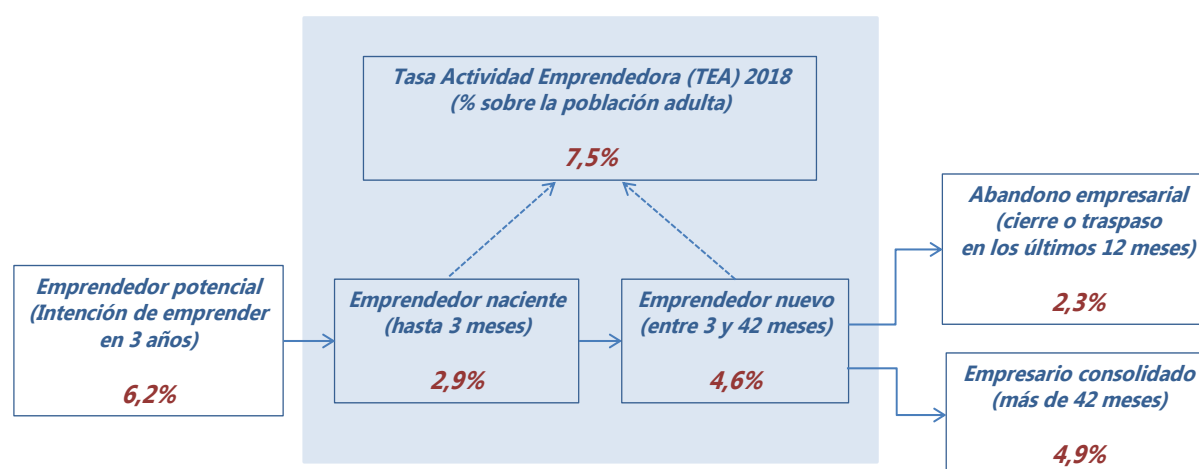 Tasa Actividad Emprendedora (TEA) 2018
(% sobre la población adulta)
7,5%
Emprendedor potencial
(Intención de emprender
en 3 años)
6,2%
Emprendedor naciente
(hasta 3 meses)
2,9%
Emprendedor nuevo
(entre 3 y 42 meses)
4,6%
Abandono empresarial
(cierre o traspaso
en los últimos 12 meses)
2,3%
Empresario consolidado
(más de 42 meses)
4,9%